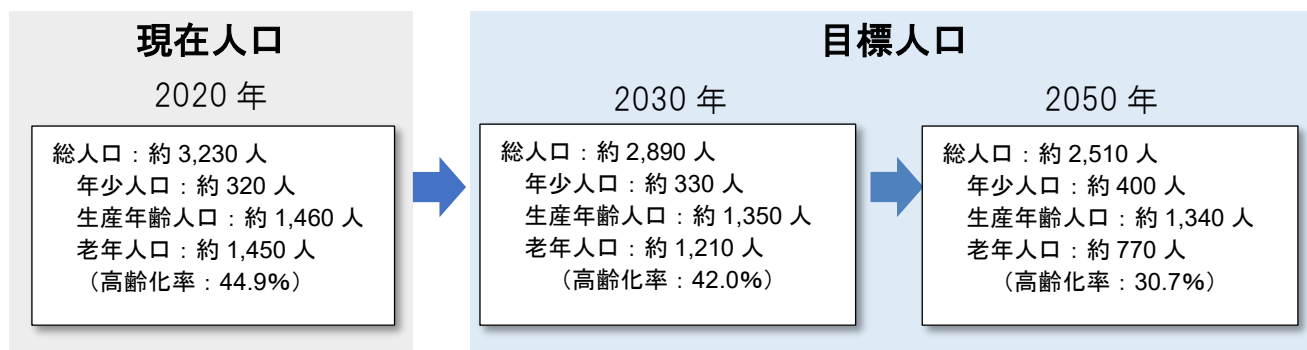 現在人口
2020 年
総人口：約 3,230 人
年少人口：約 320 人
生産年齢人口：約 1,460 人
老年人口：約 1,450 人
（高齢化率：44.9%）
目標人口
2030 年
総人口：約 2,890 人
年少人口：約 330 人
生産年齢人口：約 1,350 人
老年人口：約 1,210 人
（高齢化率：42.0%）
2050 年
総人口：約 2,510 人
年少人口：約 400 人
生産年齢人口：約 1,340 人
老年人口：約 770 人
（高齢化率：30.7%）